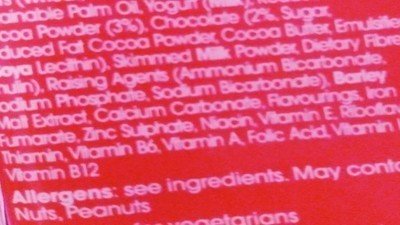 ainable Palm Oil, Yogurt (Milk
coa Powder (3%), Chocolate (2%, Sugar,
duced Fat Cocoa Powder, Cocoa Butter, Emulsifie
oya Lecithin), Skimmed Milk Powder, Dietary Fibre
ulin), Raising Agents (Ammonium Bicarbonate,
odium Phosphate, Sodium Bicarbonate), Barley
Malt Extract, Calcium Carbonate, Flavourings, Iron
Fumarate, Zinc Sulphate, Niacin, Vitamin E, Riboflav
Thiamin, Vitamin B6, Vitamin A, Folic Acid, Vitamin
Vitamin B12
Allergens: see ingredients. May conta
Nuts, Peanuts
for vegetarians